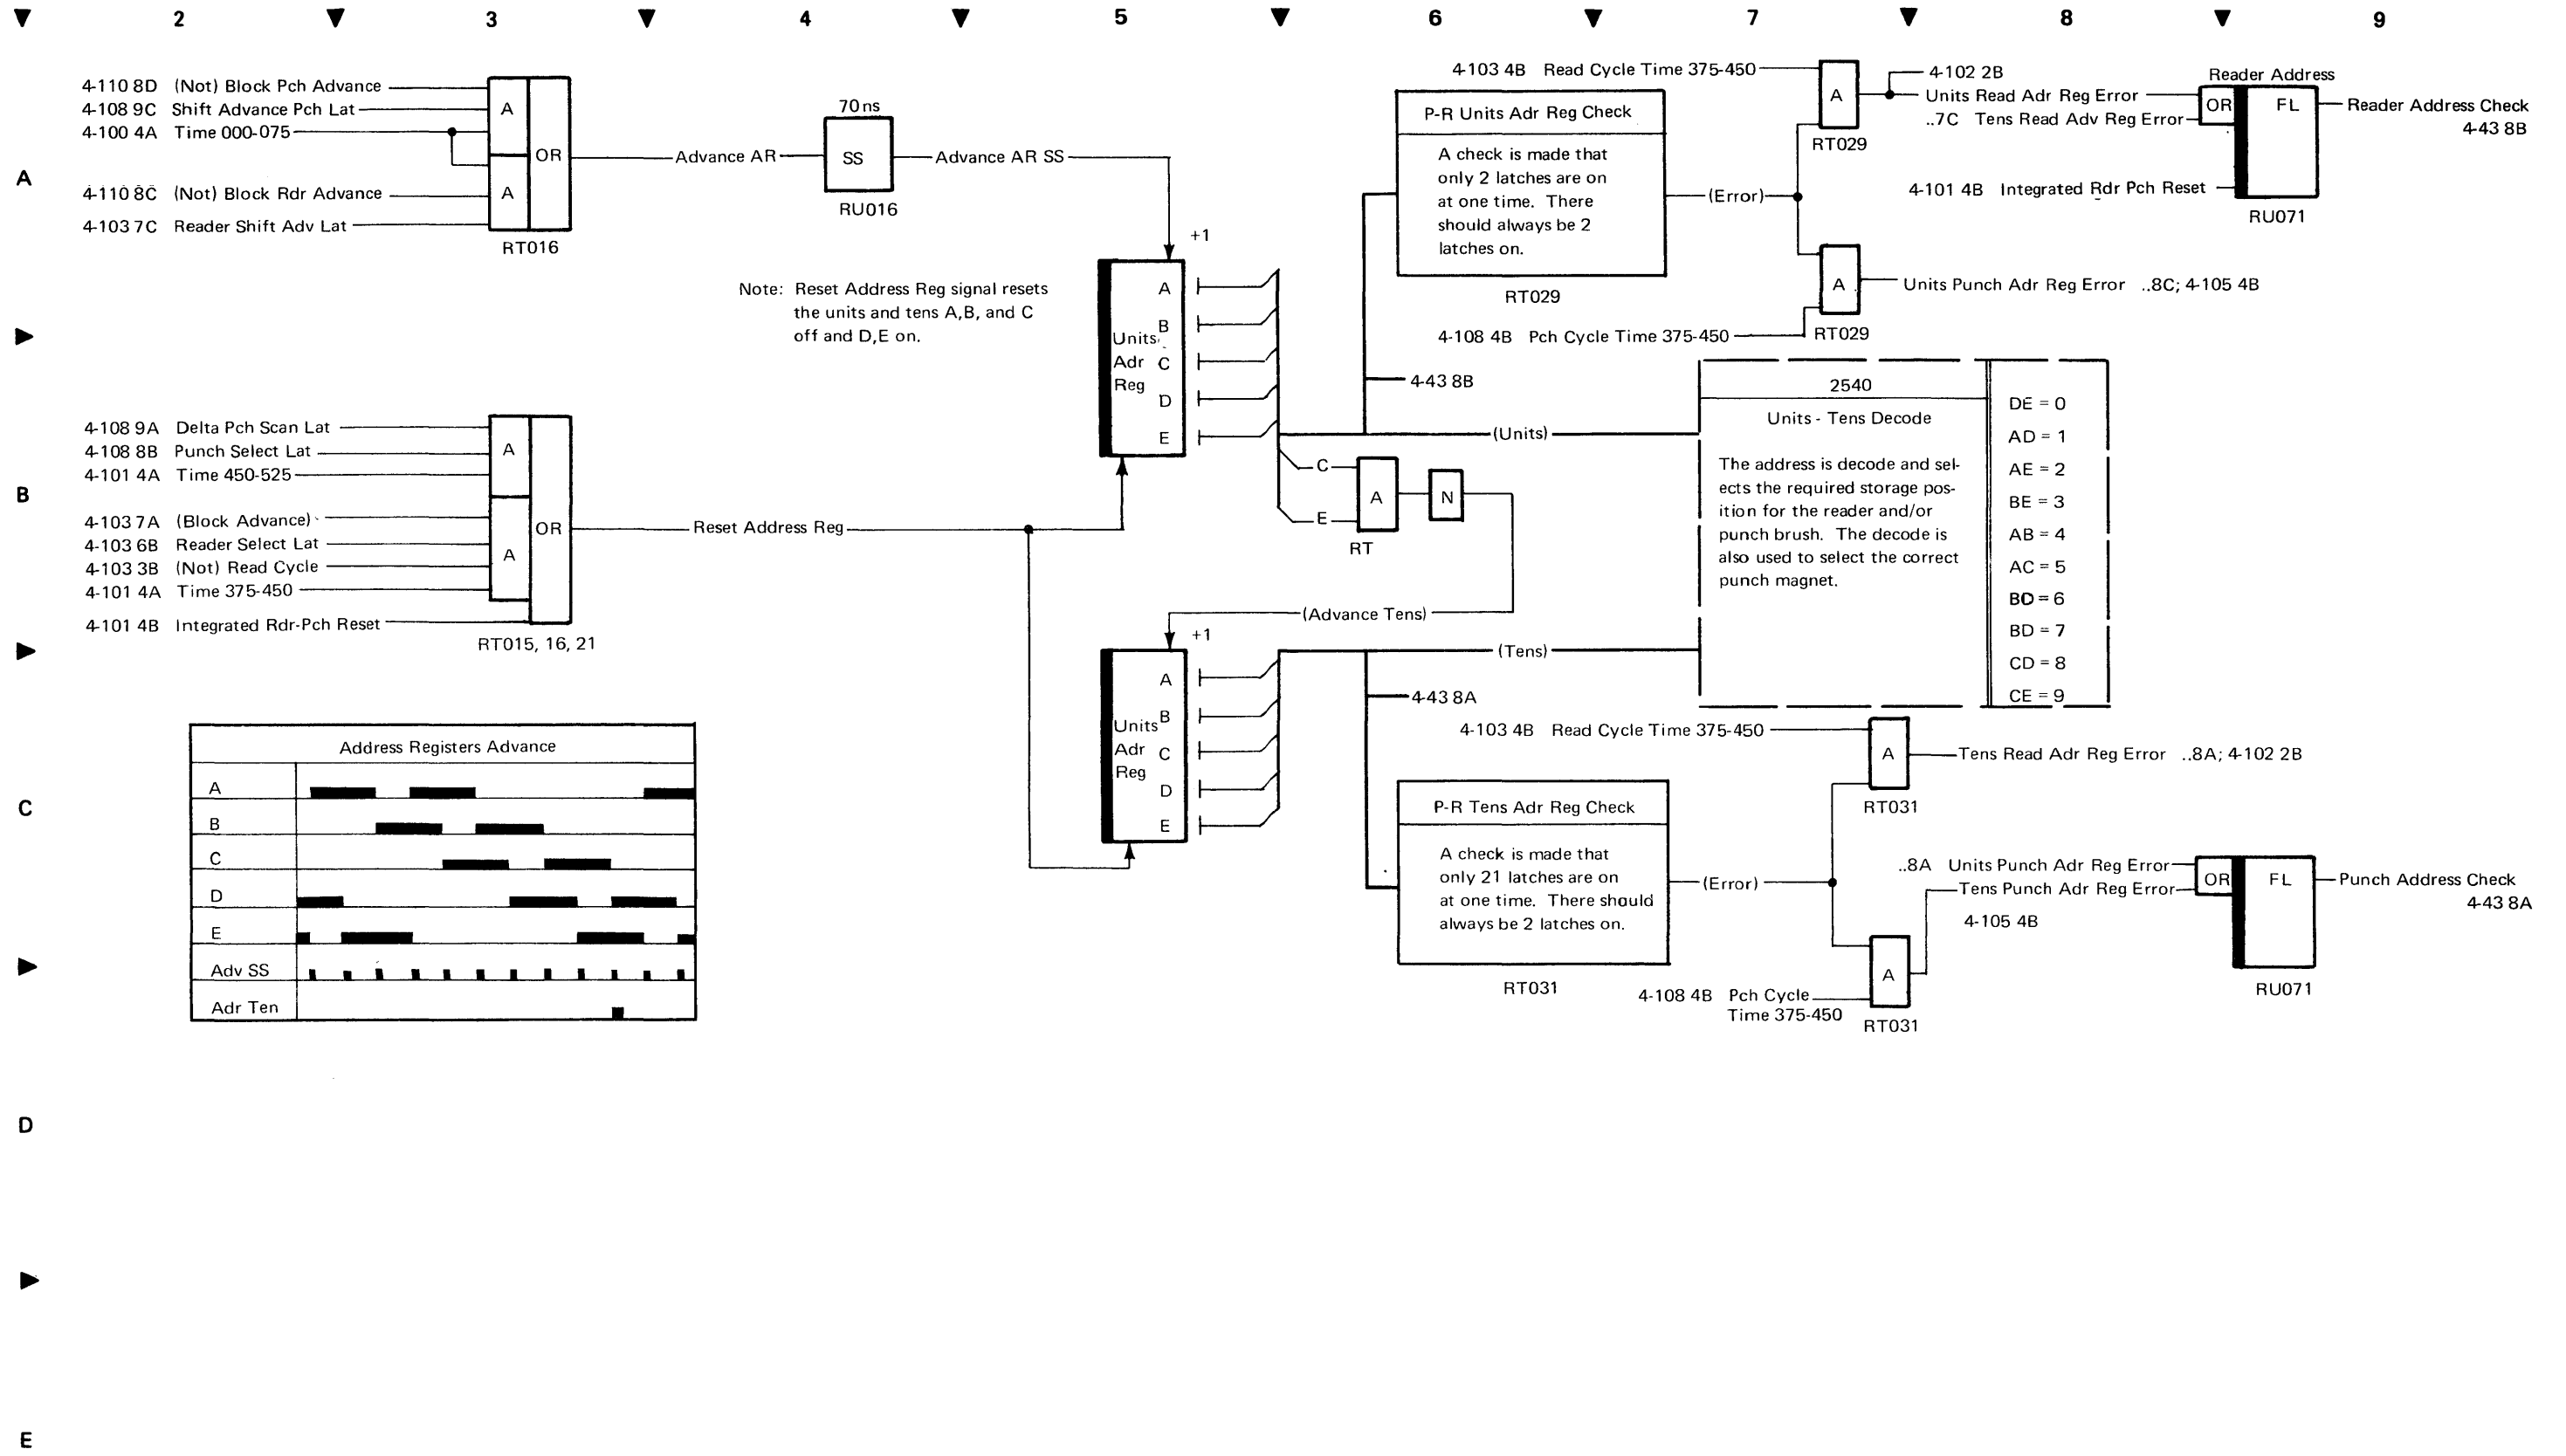 2 3 4 5 6 7 8 9
A
B
C
D
E
4-110 8D (Not) Block Pch Advance
4-108 9C Shift Advance Pch Lat
4-100 4A Time 000-075
4-110 8C (Not) Block Rdr Advance
4-103 7C Reader Shift Adv Lat
A
A
OR
RT016
Advance AR
70 ns
SS
RU016
Advance AR SS
+1
Note: Reset Address Reg signal resets
the units and tens A,B, and C
off and D,E on.
4-108 9A Delta Pch Scan Lat
4-108 8B Punch Select Lat
4-101 4A Time 450-525
4-103 7A (Block Advance)
4-103 6B Reader Select Lat
4-103 3B (Not) Read Cycle
4-101 4A Time 375-450
4-101 4B Integrated Rdr-Pch Reset
A
A
OR
RT015, 16, 21
Reset Address Reg
Units
Adr
Reg
A
B
C
D
E
C
E
A
N
RT
(Advance Tens)
+1
Units
Adr
Reg
A
B
C
D
E
4-103 4B Read Cycle Time 375-450
P-R Units Adr Reg Check
A check is made that
only 2 latches are on
at one time. There
should always be 2
latches on.
RT029
(Error)
A
RT029
4-102 2B
Units Read Adr Reg Error
..7C Tens Read Adv Reg Error
4-101 4B Integrated Rdr Pch Reset
Reader Address
OR
FL
RU071
Reader Address Check
4-43 8B
A
RT029
Units Punch Adr Reg Error ..8C; 4-105 4B
4-108 4B Pch Cycle Time 375-450
4-43 8B
(Units)
2540
Units - Tens Decode
The address is decode and sel-
ects the required storage pos-
ition for the reader and/or
punch brush. The decode is
also used to select the correct
punch magnet.
DE = 0
AD = 1
AE = 2
BE = 3
AB = 4
AC = 5
BD = 6
BD = 7
CD = 8
CE = 9
(Tens)
4-43 8A
4-103 4B Read Cycle Time 375-450
A
RT031
Tens Read Adr Reg Error ..8A; 4-102 2B
P-R Tens Adr Reg Check
A check is made that
only 21 latches are on
at one time. There should
always be 2 latches on.
RT031
(Error)
4-108 4B Pch Cycle
Time 375-450
A
RT031
..8A Units Punch Adr Reg Error
Tens Punch Adr Reg Error
4-105 4B
OR
FL
RU071
Punch Address Check
4-43 8A
Address Registers Advance
A
B
C
D
E
Adv SS
Adr Ten